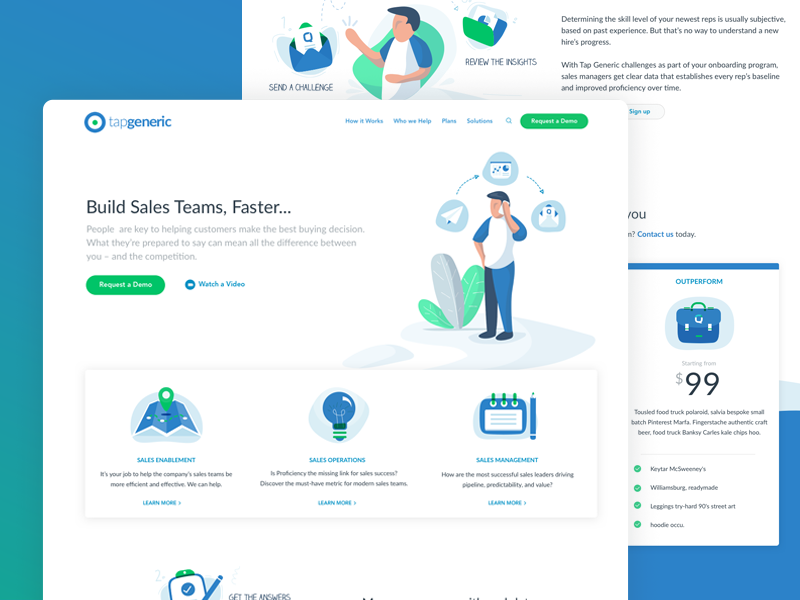 SEND A CHALLENGE
REVIEW THE INSIGHTS
Determining the skill level of your newest reps is usually subjective,
based on past experience. But that's no way to understand a new
hire's progress.
With Tap Generic challenges as part of your onboarding program,
sales managers get clear data that establishes every rep's baseline
and improved proficiency over time.
Sign up
tapgeneric
How it Works
Who we Help
Plans
Solutions
Request a Demo
Build Sales Teams, Faster...
People are key to helping customers make the best buying decision.
What they're prepared to say can mean all the difference between
you – and the competition.
Request a Demo
Watch a Video
SALES ENABLEMENT
It's your job to help the company's sales teams be
more efficient and effective. We can help.
LEARN MORE >
SALES OPERATIONS
Is Proficiency the missing link for sales success?
Discover the must-have metric for modern sales teams.
LEARN MORE >
SALES MANAGEMENT
How are the most successful sales leaders driving
pipeline, predictability, and value?
LEARN MORE >
2
GET THE ANSWERS
you
? Contact us today.
OUTPERFORM
Starting from
$99
Tousled food truck polaroid, salvia bespoke small
batch Pinterest Marfa. Fingerstache authentic craft
beer, food truck Banksy Carles kale chips hoo.
Keytar McSweeney's
Williamsburg, readymade
Leggings try-hard 90's street art
hoodie occu.